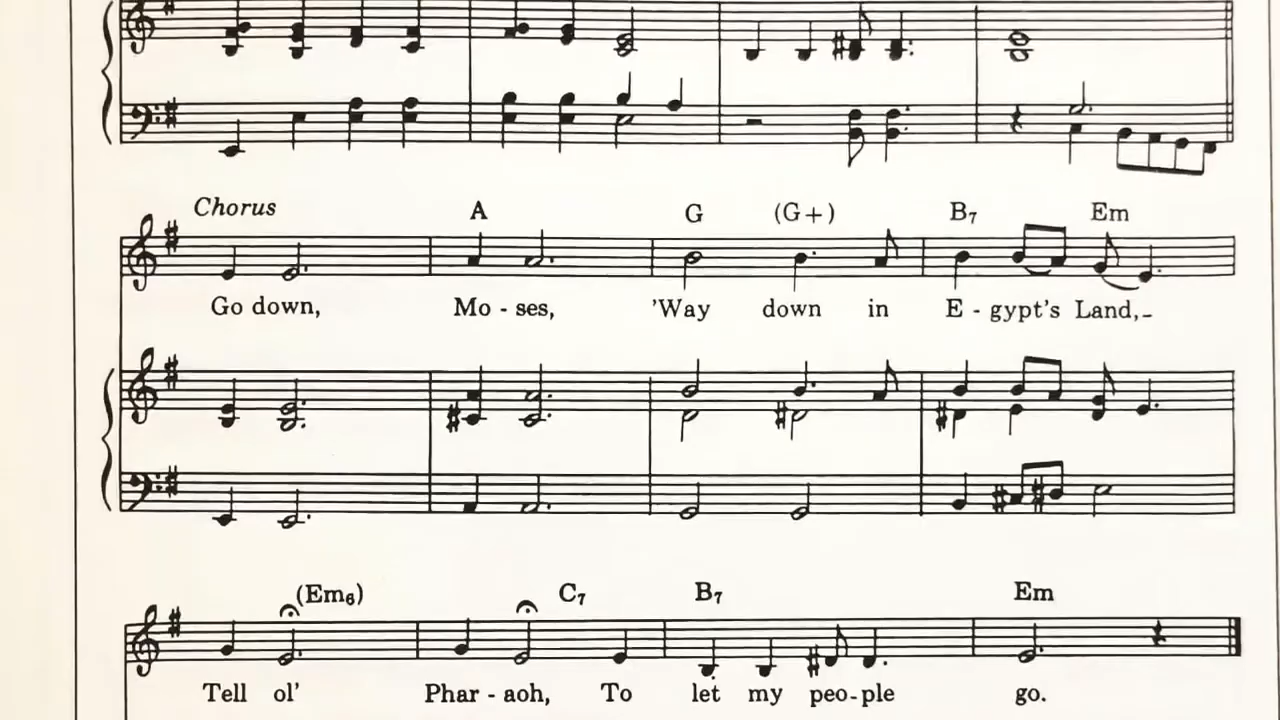 Chorus A G (G+) B7 Em
Go down, Mo - ses, 'Way down in E - gypt's Land,-
(Em6) C7 B7 Em
Tell ol' Phar - aoh, To let my peo-ple go.